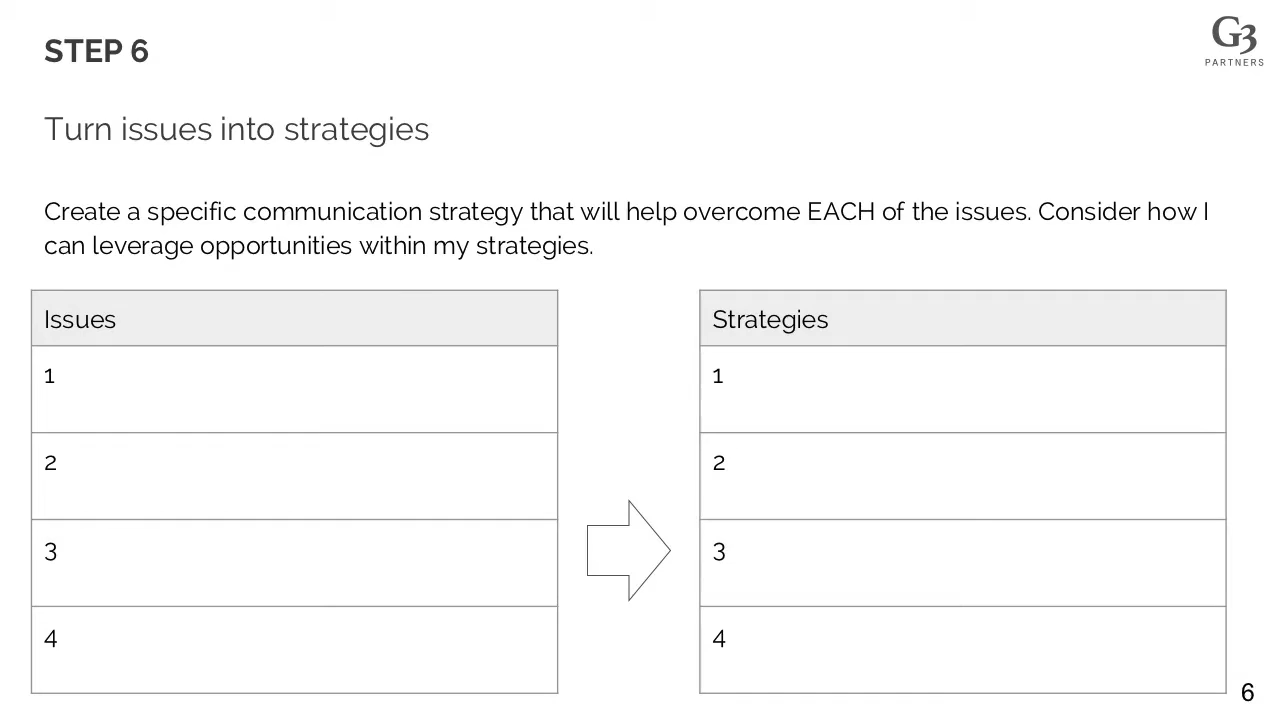 STEP 6
G3
PARTNERS
Turn issues into strategies
Create a specific communication strategy that will help overcome EACH of the issues. Consider how I
can leverage opportunities within my strategies.
Issues
1
2
3
4
Strategies
1
2
3
4
6